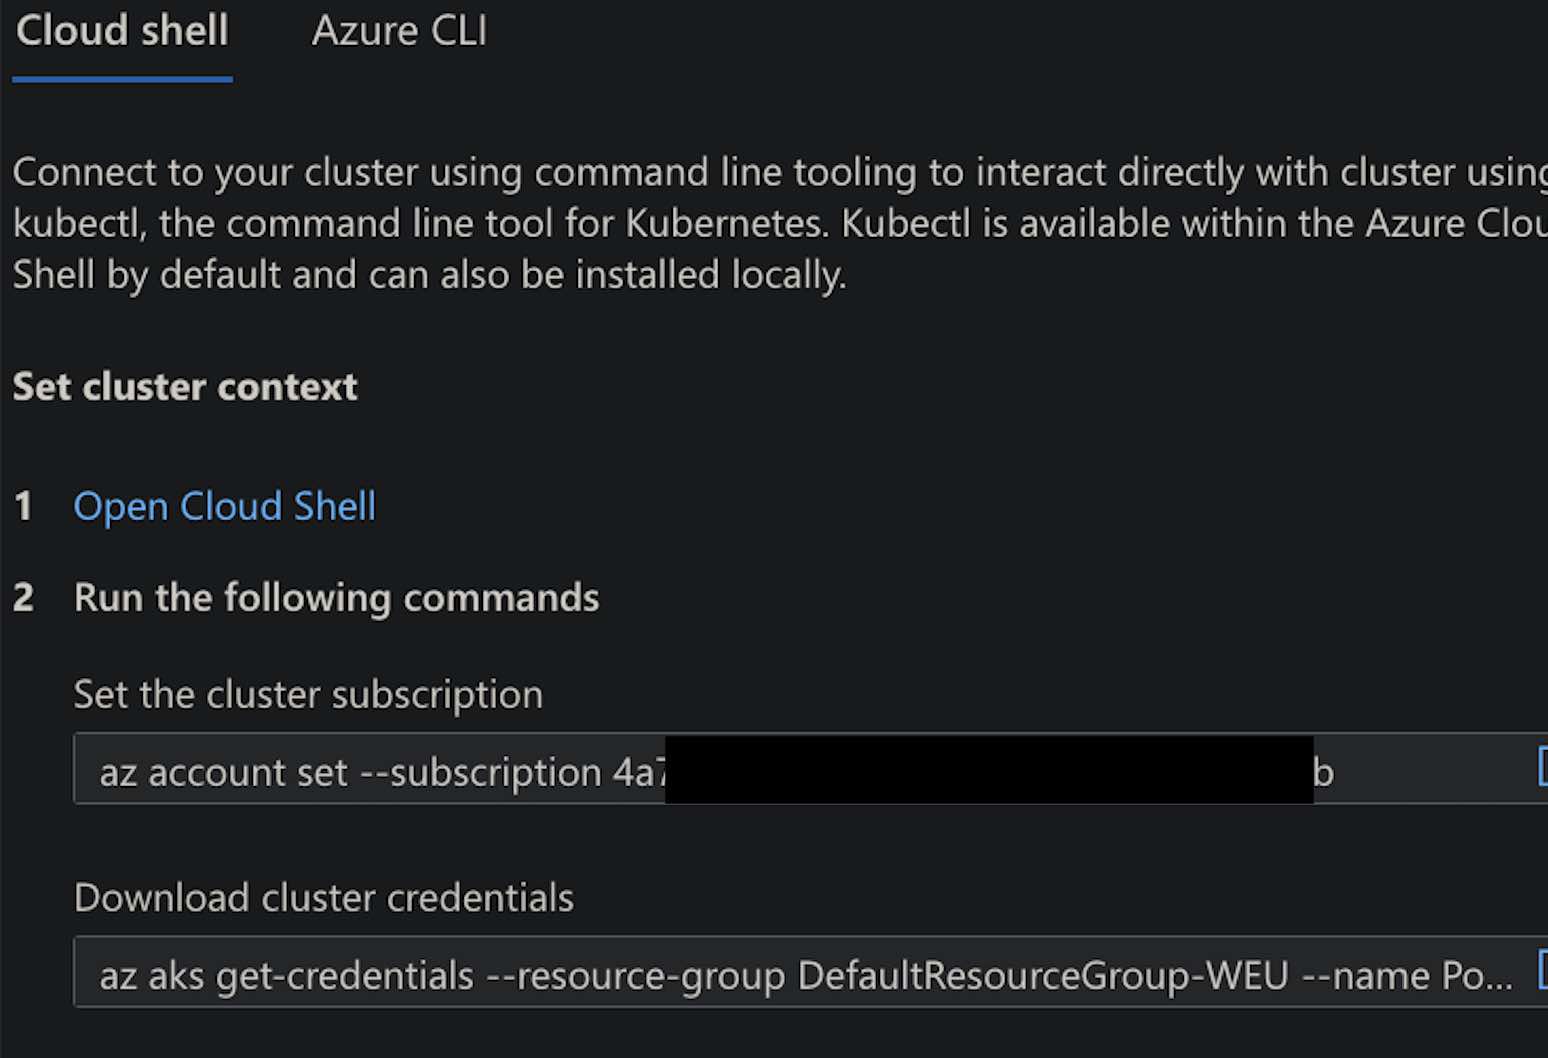 Cloud shell Azure CLI
Connect to your cluster using command line tooling to interact directly with cluster using
kubectl, the command line tool for Kubernetes. Kubectl is available within the Azure Clou
Shell by default and can also be installed locally.
Set cluster context
1 Open Cloud Shell
2 Run the following commands
Set the cluster subscription
az account set --subscription 4a7 b
Download cluster credentials
az aks get-credentials --resource-group DefaultResourceGroup-WEU --name Po...